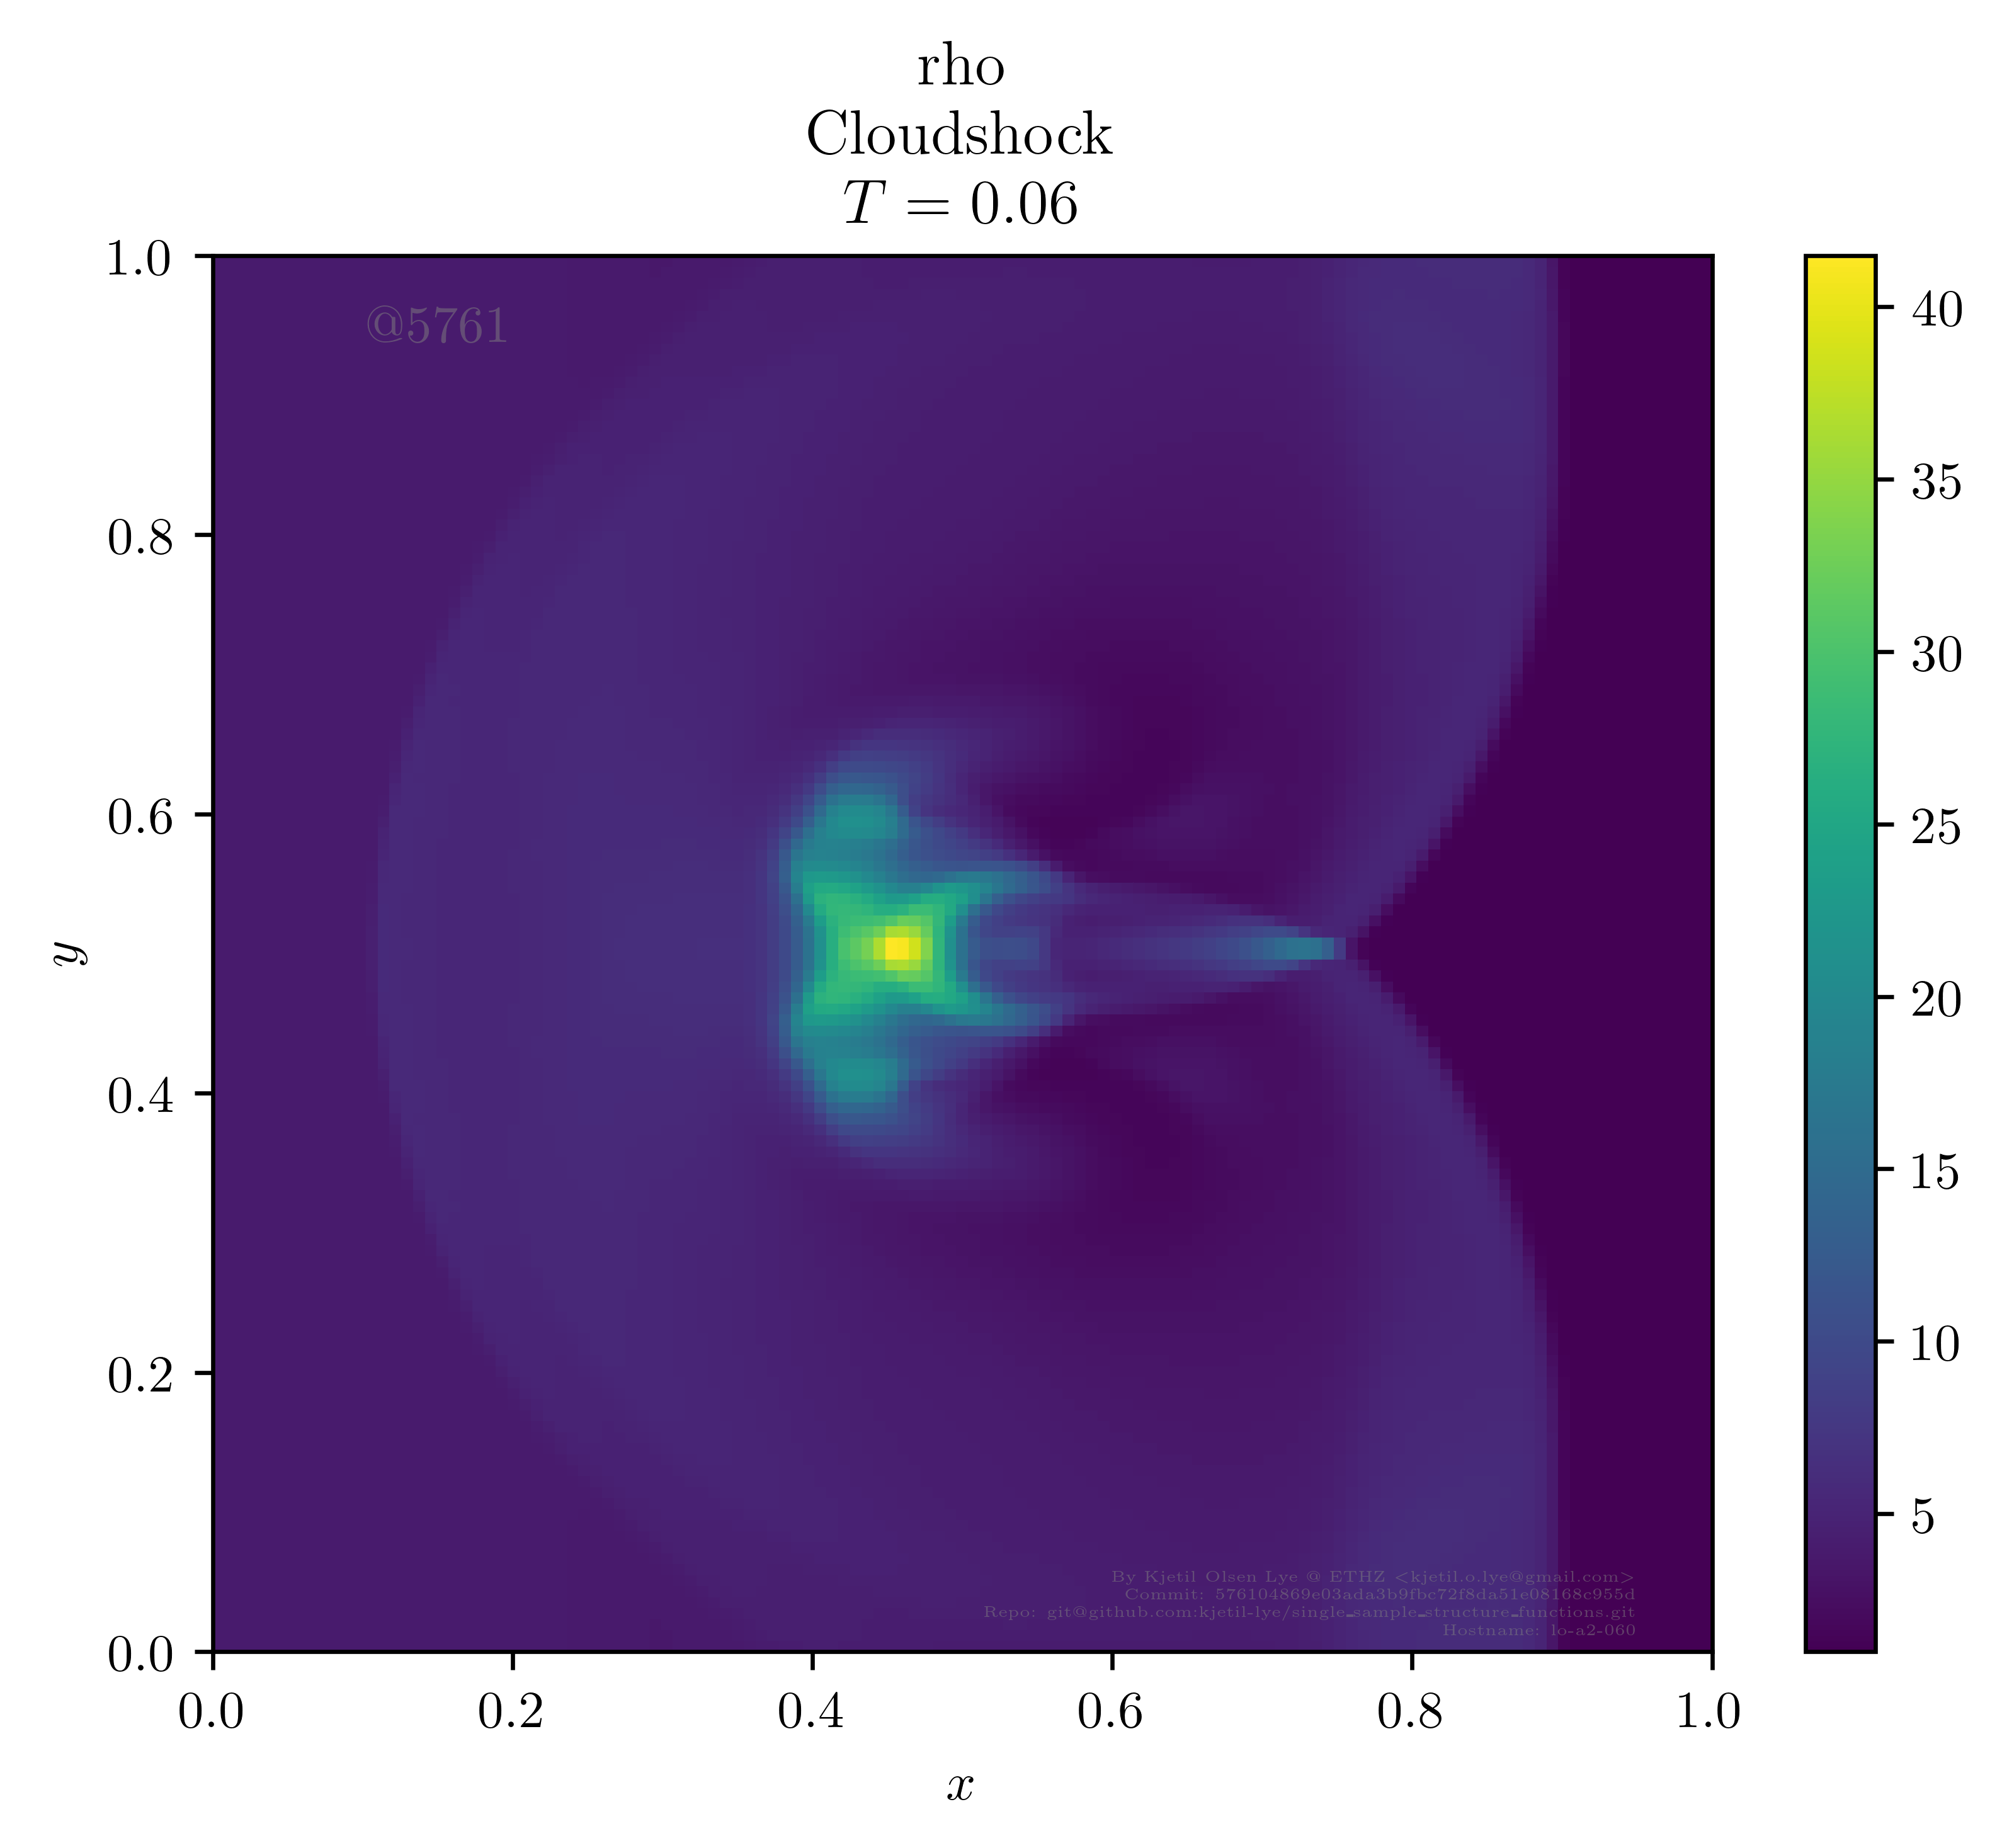 rho
Cloudshock
T = 0.06
@5761
1.0
0.8
0.6
0.4
0.2
0.0
y
0.0 0.2 0.4 0.6 0.8 1.0
x
40
35
30
25
20
15
10
5
By Kjetil Olsen Lye @ ETHZ <kjetil.o.lye@gmail.com>
Commit: 576104869e03ada3b9fbc72f8da51e08168c955d
Repo: git@github.com:kjetil-lye/single_sample_structure_functions.git
Hostname: lo-a2-060